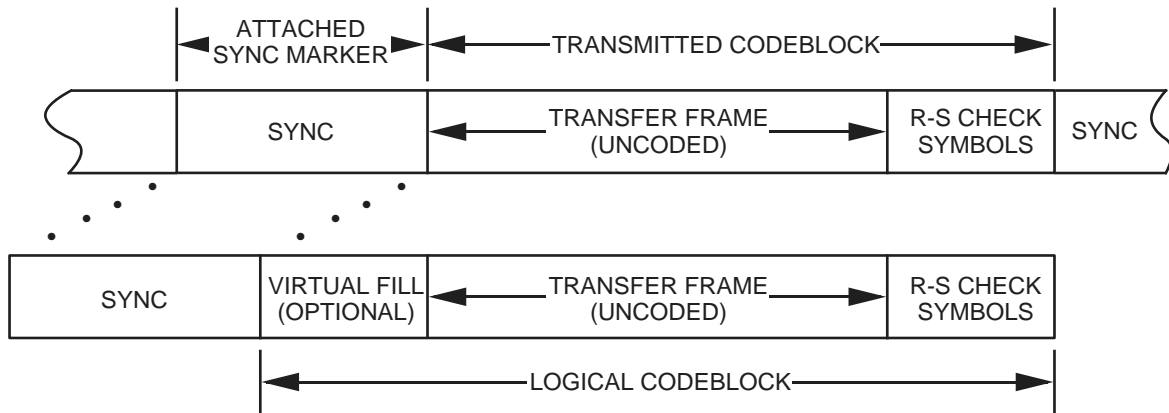 ATTACHED
SYNC MARKER
TRANSMITTED CODEBLOCK
SYNC
TRANSFER FRAME
(UNCODED)
R-S CHECK
SYMBOLS
SYNC
SYNC
VIRTUAL FILL
(OPTIONAL)
TRANSFER FRAME
(UNCODED)
R-S CHECK
SYMBOLS
LOGICAL CODEBLOCK